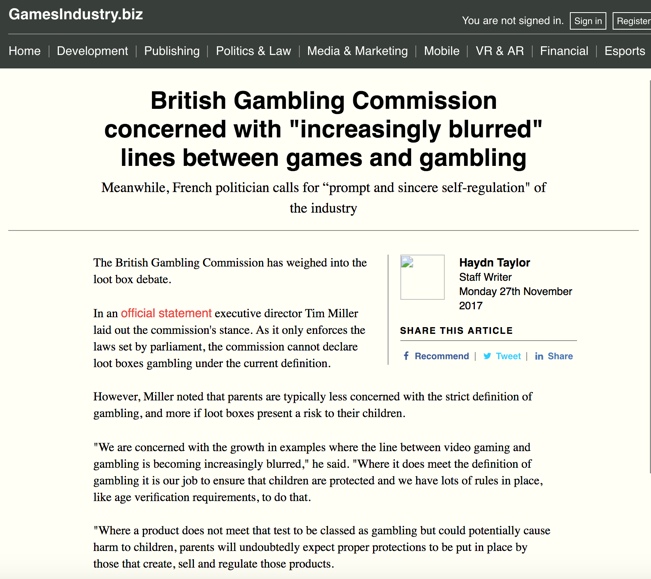 GamesIndustry.biz
You are not signed in. Sign in Register
Home | Development | Publishing | Politics & Law | Media & Marketing | Mobile | VR & AR | Financial | Esports
British Gambling Commission
concerned with "increasingly blurred"
lines between games and gambling
Meanwhile, French politician calls for “prompt and sincere self-regulation" of
the industry
The British Gambling Commission has weighed into the
loot box debate.
In an official statement executive director Tim Miller
laid out the commission's stance. As it only enforces the
laws set by parliament, the commission cannot declare
loot boxes gambling under the current definition.
Haydn Taylor
Staff Writer
Monday 27th November
2017
SHARE THIS ARTICLE
Recommend | Tweet | Share
However, Miller noted that parents are typically less concerned with the strict definition of
gambling, and more if loot boxes present a risk to their children.
"We are concerned with the growth in examples where the line between video gaming and
gambling is becoming increasingly blurred," he said. "Where it does meet the definition of
gambling it is our job to ensure that children are protected and we have lots of rules in place,
like age verification requirements, to do that.
"Where a product does not meet that test to be classed as gambling but could potentially cause
harm to children, parents will undoubtedly expect proper protections to be put in place by
those that create, sell and regulate those products.